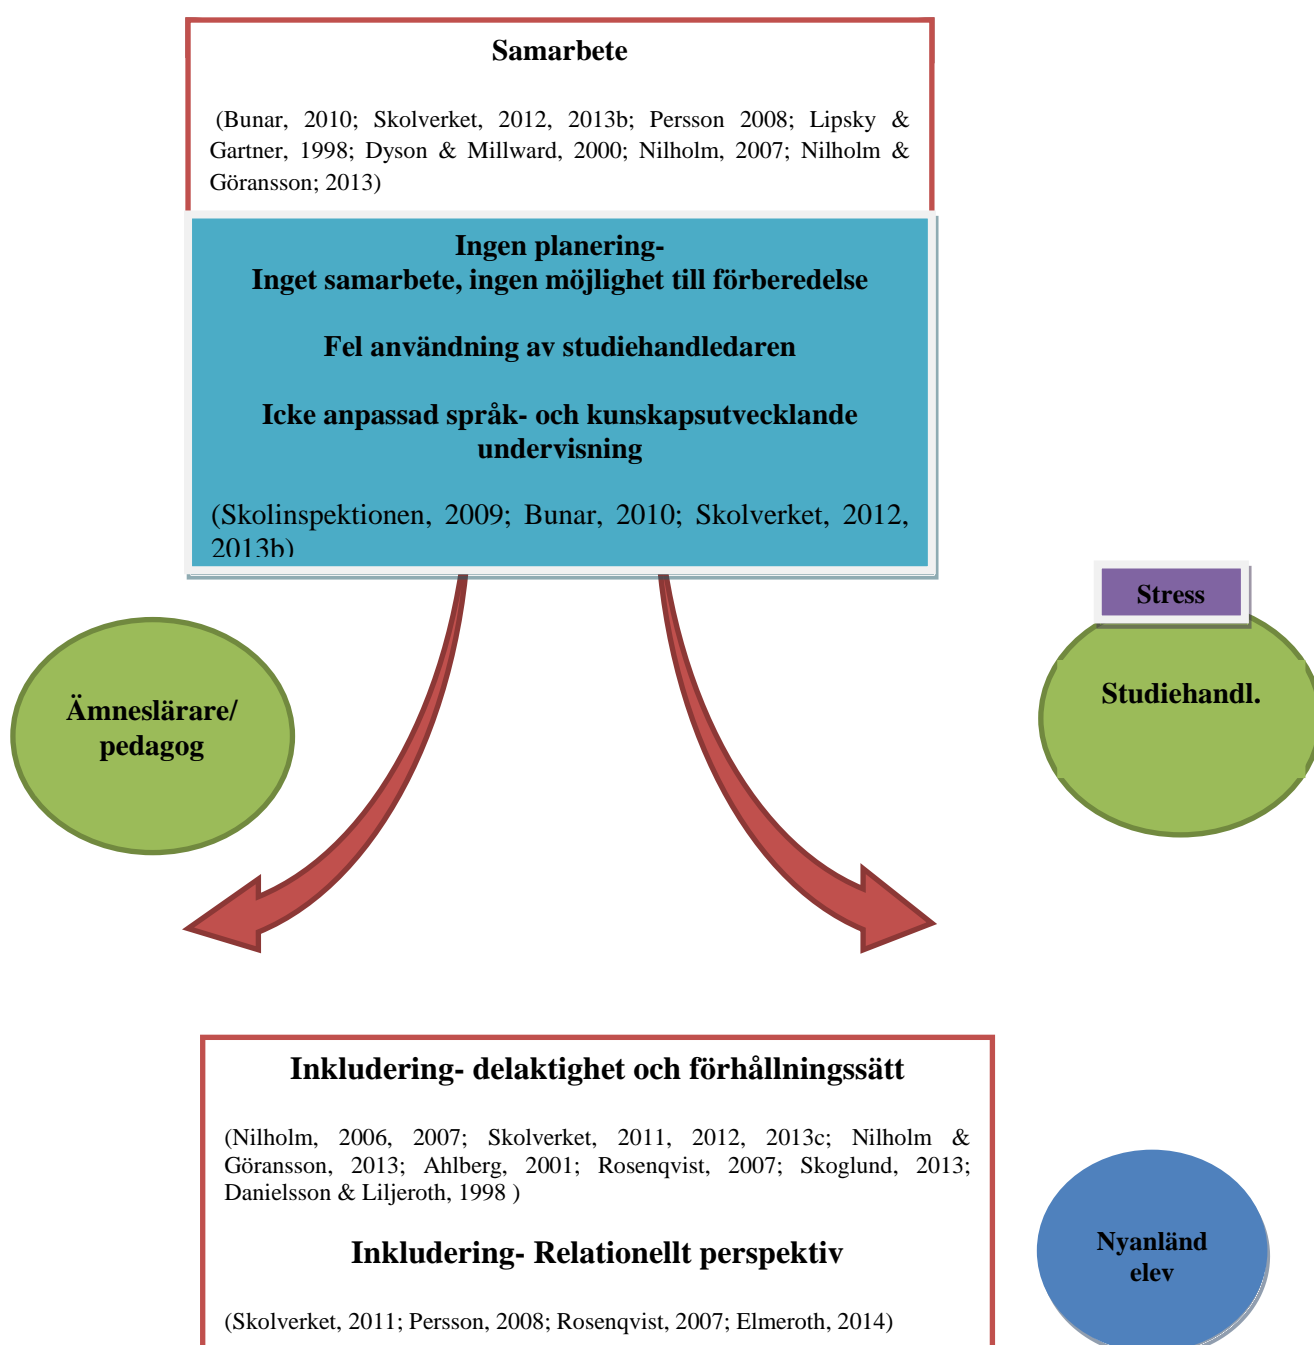 Samarbete
(Bunar, 2010; Skolverket, 2012, 2013b; Persson 2008; Lipsky &
Gartner, 1998; Dyson & Millward, 2000; Nilholm, 2007; Nilholm &
Göransson; 2013)
Ingen planering-
Inget samarbete, ingen möjlighet till förberedelse
Fel användning av studiehandledaren
Icke anpassad språk- och kunskapsutvecklande
undervisning
(Skolinspektionen, 2009; Bunar, 2010; Skolverket, 2012,
2013b)
Stress
Studiehandl.
Ämneslärare/
pedagog
Inkludering- delaktighet och förhållningssätt
(Nilholm, 2006, 2007; Skolverket, 2011, 2012, 2013c; Nilholm &
Göransson, 2013; Ahlberg, 2001; Rosenqvist, 2007; Skoglund, 2013;
Danielsson & Liljeroth, 1998 )
Inkludering- Relationellt perspektiv
(Skolverket, 2011; Persson, 2008; Rosenqvist, 2007; Elmeroth, 2014)
Nyanländ
elev